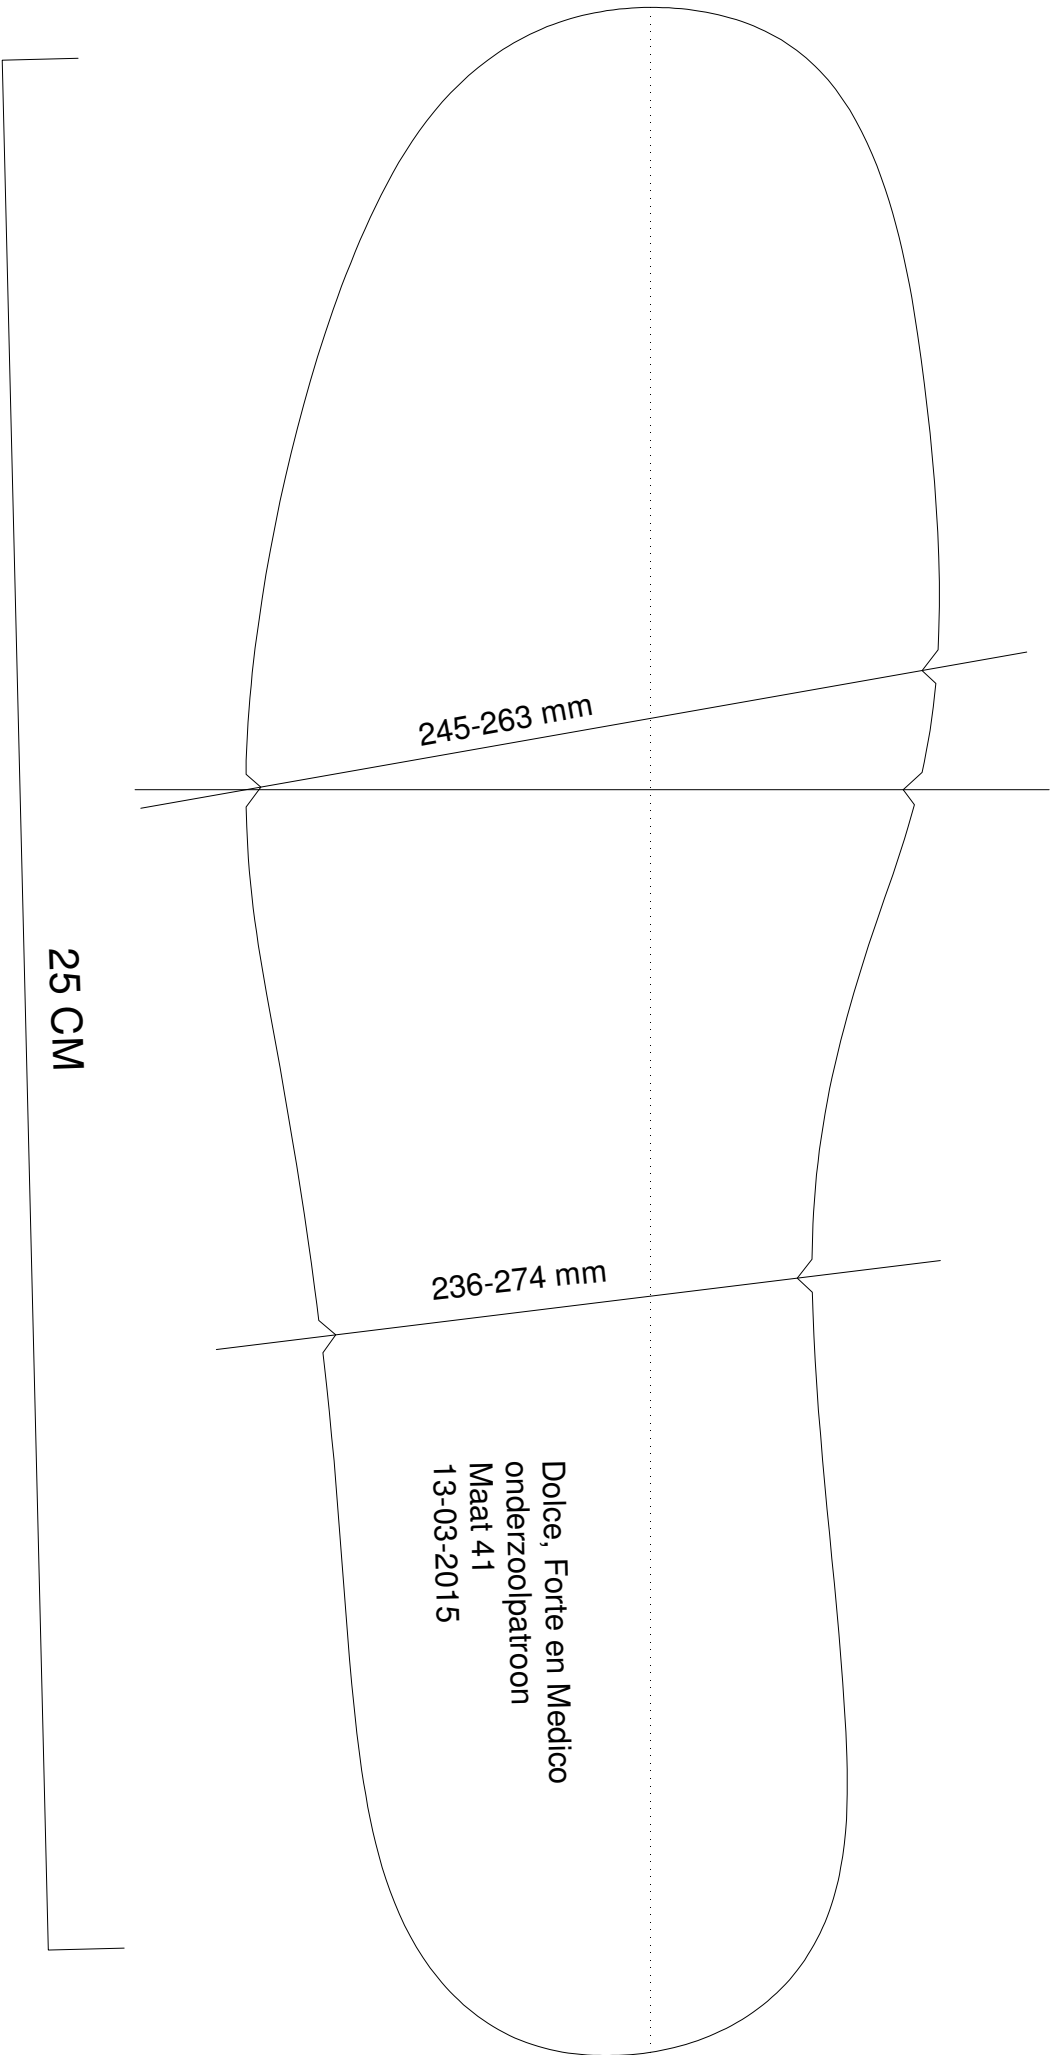 245-263 mm
25 CM
236-274 mm
Dolce, Forte en Medico
onderzoolpatroon
Maat 41
13-03-2015